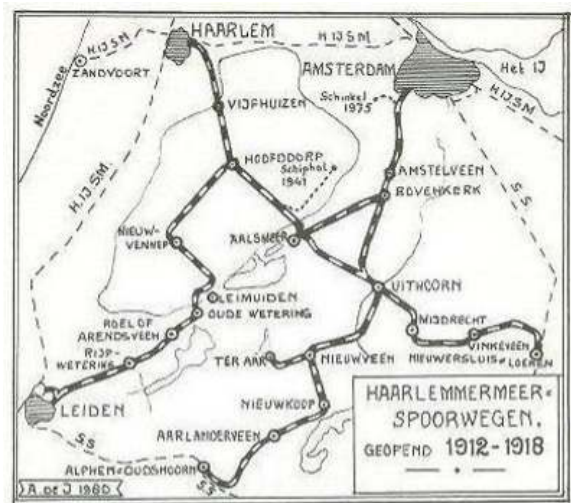 HAARLEM
H.IJ.S.M.
H.IJ.S.M.
ZANDVOORT
Noordzee
AMSTERDAM
Het IJ
VIJFHUIZEN
Schinkel
1975
H.IJ.S.M.
HOOFDDORP
Schiphol
1941
AMSTELVEEN
BOVENKERK
S.S.
H.IJ.S.M.
NIEUW-
VENNEP
AALSMEER
LEIMUIDEN
OUDE WETERING
UITHOORN
ROELOF
ARENDSVEEN
MIJDRECHT
RIJP-
WETERING
TER AAR
NIEUWVEEN
VINKEVEEN
NIEUWERSLUIS-LOENEN
LEIDEN
NIEUWKOOP
HAARLEMMERMEER=
SPOORWEGEN.
GEOPEND 1912-1918
S.S
AARLANDERVEEN
ALPHEN-OUDSHOORN
S.S
A. de J 1980